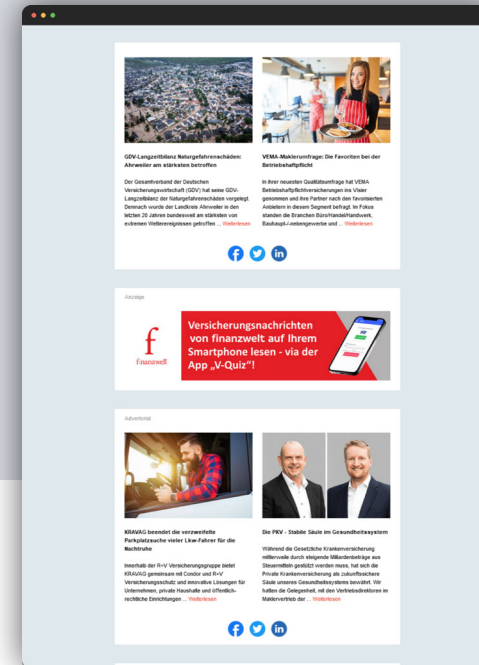 GDV-Langzeitbilanz Naturgefahrenschäden:
Ahrweiler am stärksten betroffen
Der Gesamtverband der Deutschen
Versicherungswirtschaft (GDV) hat seine GDV-
Langzeitbilanz der Naturgefahrenschäden vorgelegt.
Demnach wurde der Landkreis Ahrweiler in den
letzten 20 Jahren bundesweit am stärksten von
extremen Wetterereignissen getroffen ... Weiterlesen
VEMA-Maklerumfrage: Die Favoriten bei der
Betriebshaftpflicht
In ihrer neuesten Qualitätsumfrage hat VEMA
Betriebshaftpflichtversicherungen ins Visier
genommen und ihre Partner nach den favorisierten
Anbietern in diesem Segment befragt. Im Fokus
standen die Branchen Büro/Handel/Handwerk,
Bauhaupt-/-nebengewerbe und ... Weiterlesen
Anzeige
f
finanzwelt
Versicherungsnachrichten
von finanzwelt auf Ihrem
Smartphone lesen - via der
App „V-Quiz“!
Advertorial
KRAVAG beendet die verzweifelte
Parkplatzsuche vieler Lkw-Fahrer für die
Nachtruhe
Innerhalb der R+V Versicherungsgruppe bietet
KRAVAG gemeinsam mit Condor und R+V
Versicherungsschutz und innovative Lösungen für
Unternehmen, private Haushalte und öffentlich-
rechtliche Einrichtungen ... Weiterlesen
Die PKV - Stabile Säule im Gesundheitssystem
Während die Gesetzliche Krankenversicherung
mittlerweile durch steigende Milliardenbeträge aus
Steuermitteln gestützt werden muss, hat sich die
Private Krankenversicherung als zukunftssichere
Säule unseres Gesundheitssystems bewährt. Wir
hatten die Gelegenheit, mit den Vertriebsdirektoren im
Maklervertrieb der ... Weiterlesen